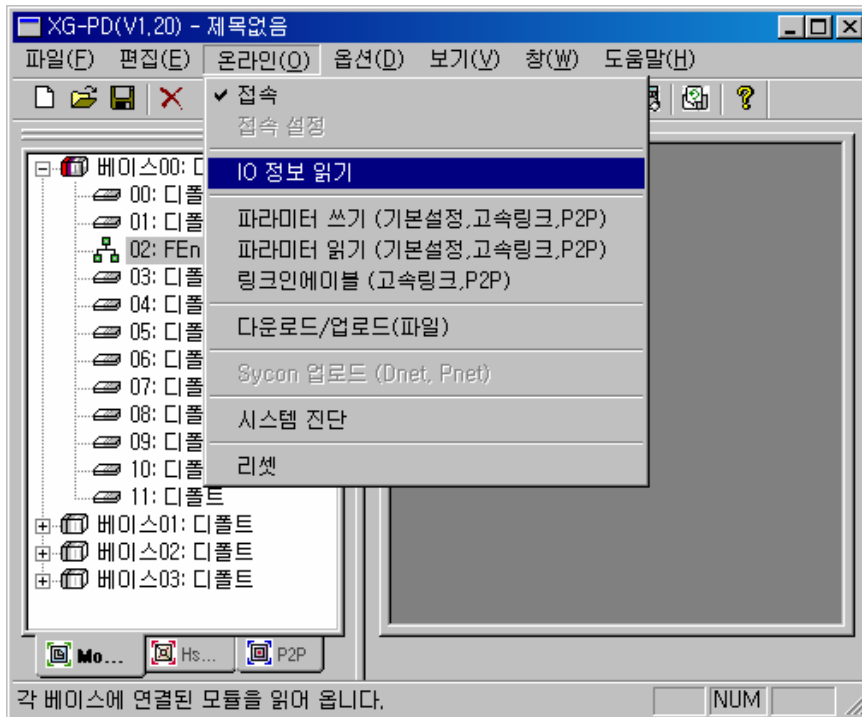 XG-PD(V1,20) - 제목없음
파일(F) 편집(E) 온라인(O) 옵션(D) 보기(V) 창(W) 도움말(H)
접속
접속 설정
IO 정보 읽기
파라미터 쓰기 (기본설정,고속링크,P2P)
파라미터 읽기 (기본설정,고속링크,P2P)
링크인에이블 (고속링크,P2P)
다운로드/업로드(파일)
Sycon 업로드 (Dnet, Pnet)
시스템 진단
리셋
베이스00: 디
00: 디폴
01: 디폴
02: FEn
03: 디폴
04: 디폴
05: 디폴
06: 디폴
07: 디폴
08: 디폴
09: 디폴
10: 디폴
11: 디폴트
베이스01: 디폴트
베이스02: 디폴트
베이스03: 디폴트
Mo... Hs... P2P
각 베이스에 연결된 모듈을 읽어 옵니다. NUM